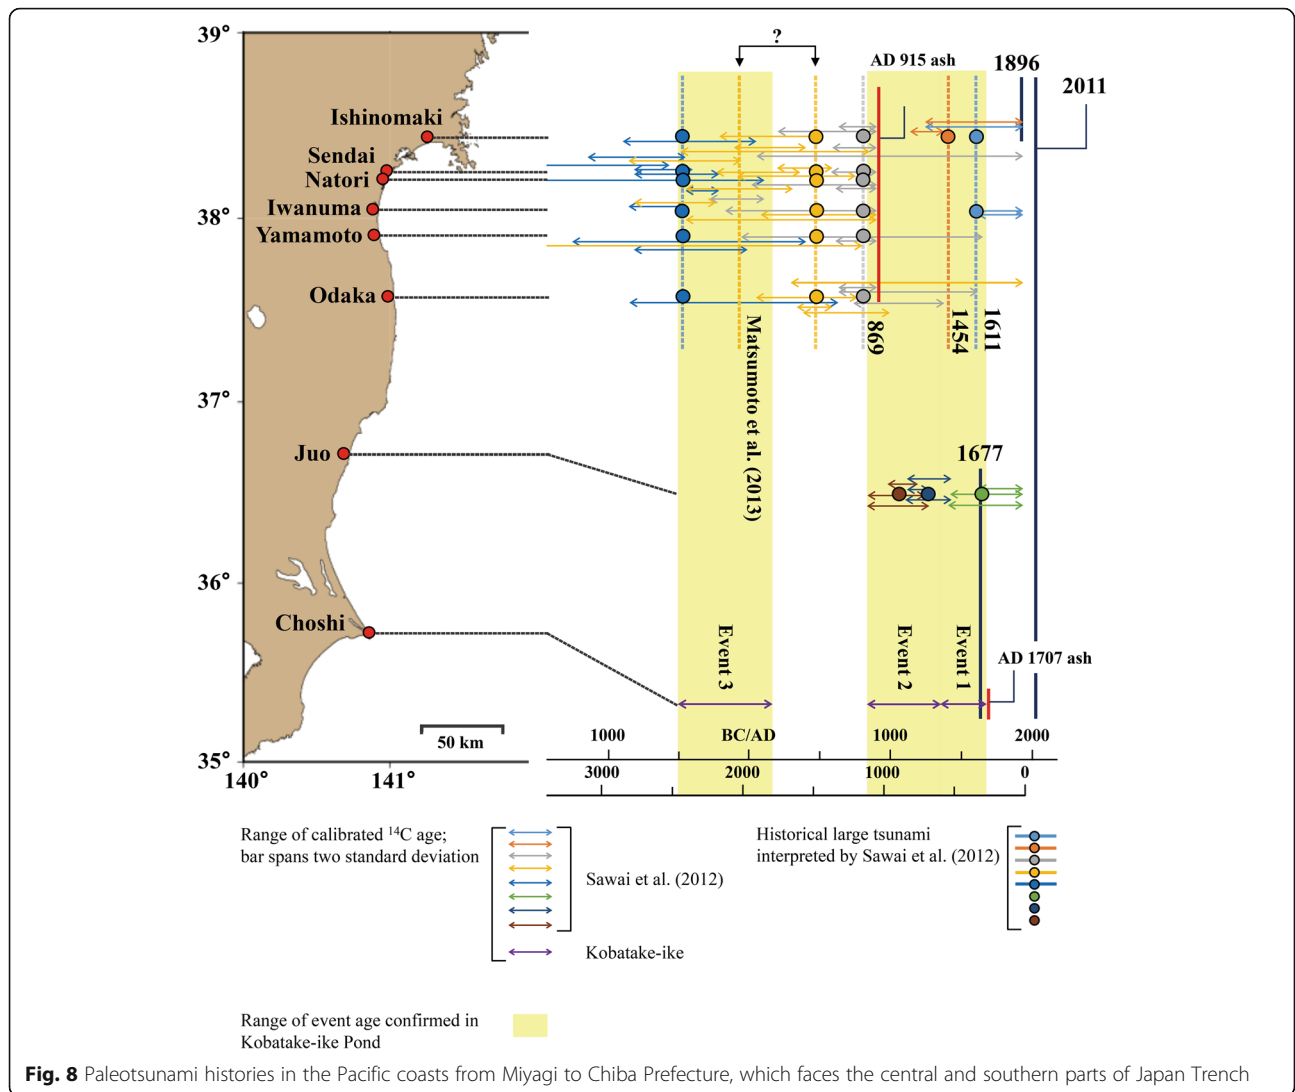 39°
?
AD 915 ash
1896
2011
Ishinomaki
Sendai
Natori
Iwanuma
38°
Yamamoto
Odaka
Matsumoto et al. (2013)
869
1454
1611
37°
Juo
1677
36°
Choshi
Event 3
Event 2
Event 1
AD 1707 ash
50 km
1000
BC/AD
1000
2000
35°
140°
141°
3000
2000
1000
0
Range of calibrated ¹⁴C age;
bar spans two standard deviation
Sawai et al. (2012)
Kobatake-ike
Historical large tsunami
interpreted by Sawai et al. (2012)
Range of event age confirmed in
Kobatake-ike Pond
Fig. 8 Paleotsunami histories in the Pacific coasts from Miyagi to Chiba Prefecture, which faces the central and southern parts of Japan Trench